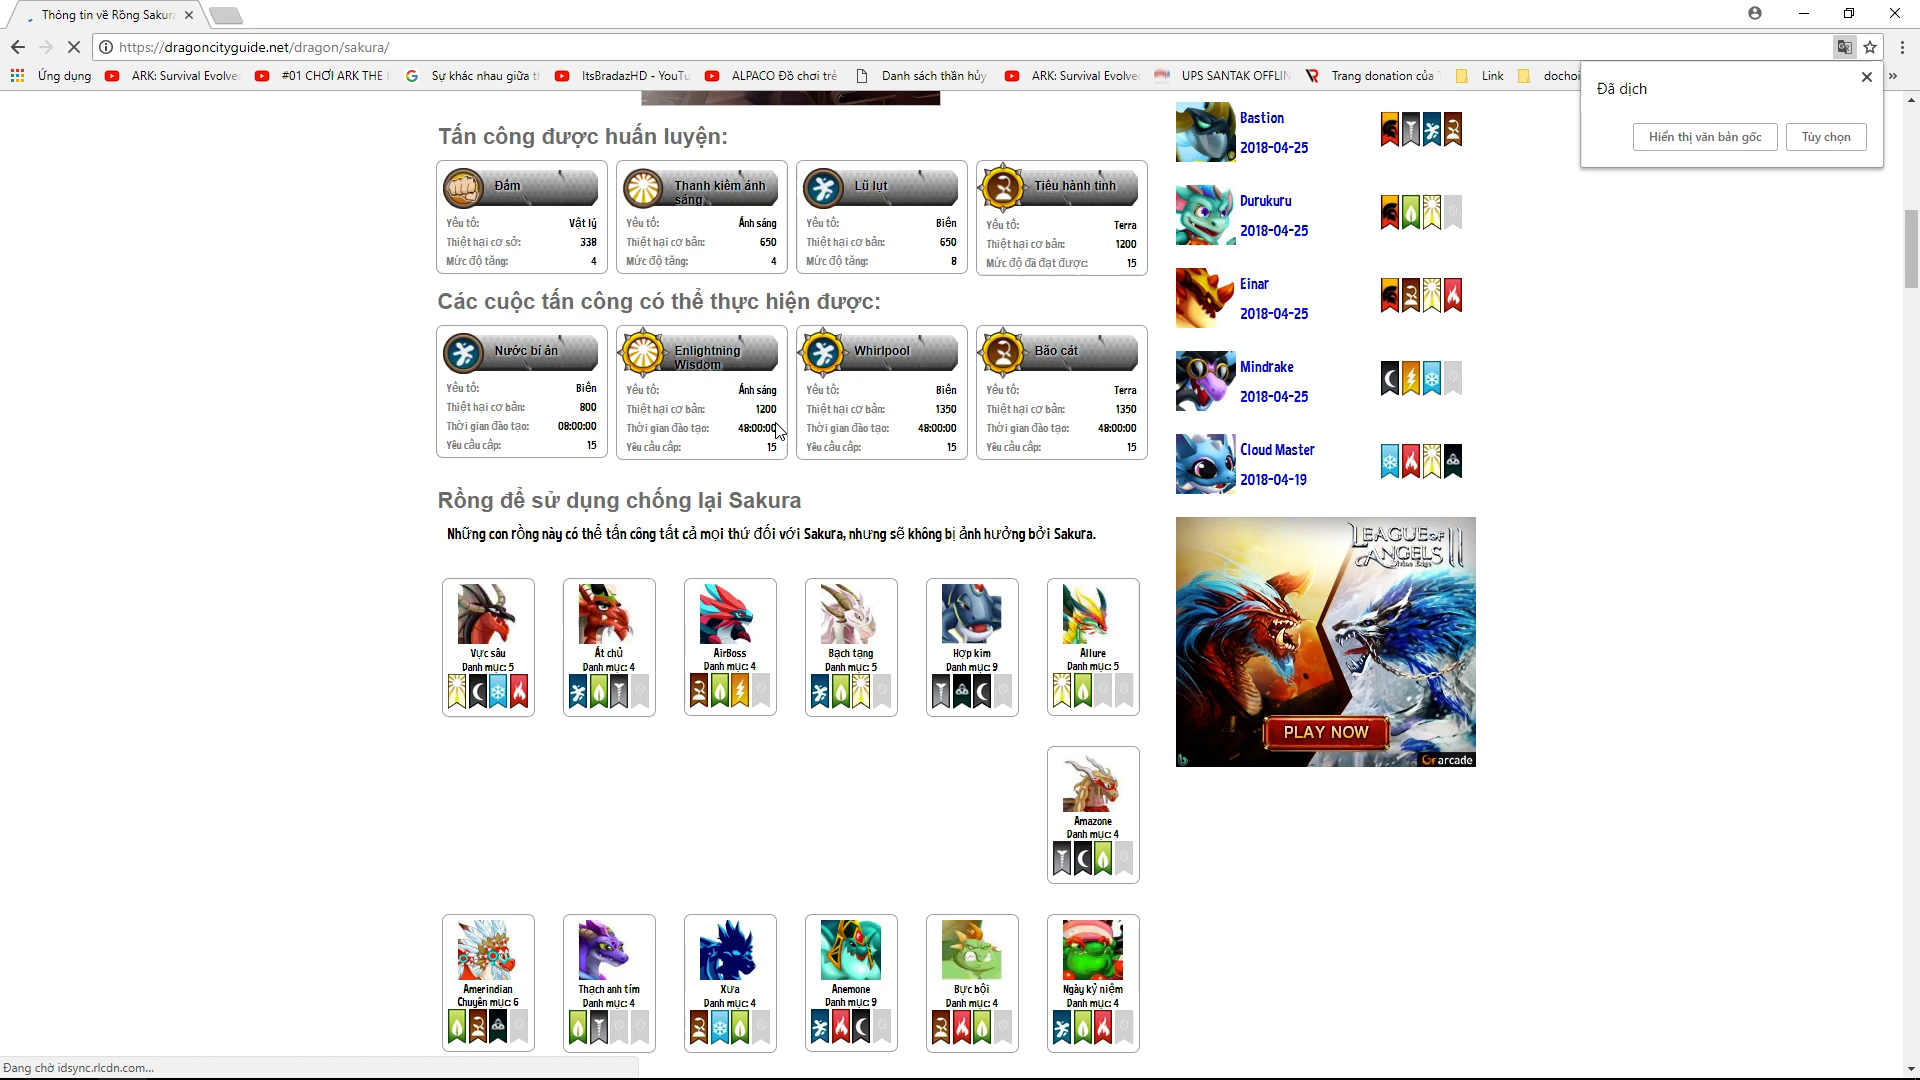 Thông tin về Rồng Sakura
https://dragoncityguide.net/dragon/sakura/
Ứng dụng
ARK: Survival Evolved
#01 CHƠI ARK THE
Sự khác nhau giữa
ItsBradazHD - YouTu
ALPACO Đồ chơi trẻ
Danh sách thần hủy
ARK: Survival Evolved
UPS SANTAK OFFLIN
Trang donation của
Link
dochoi
»
Đã dịch
Hiển thị văn bản gốc
Tùy chọn
Tấn công được huấn luyện:
Đấm
Yếu tố: Vật lý
Thiệt hại cơ sở: 338
Mức độ tăng: 4
Thanh kiếm ánh
sáng
Yếu tố: Ánh sáng
Thiệt hại cơ bản: 650
Mức độ tăng: 4
Lũ lụt
Yếu tố: Biển
Thiệt hại cơ bản: 650
Mức độ tăng: 8
Tiểu hành tinh
Yếu tố: Terra
Thiệt hại cơ bản: 1200
Mức độ đã đạt được: 15
Các cuộc tấn công có thể thực hiện được:
Nước bí ẩn
Yếu tố: Biển
Thiệt hại cơ bản: 800
Thời gian đào tạo: 08:00:00
Yêu cầu cấp: 15
Enlightning
Wisdom
Yếu tố: Ánh sáng
Thiệt hại cơ bản: 1200
Thời gian đào tạo: 48:00:00
Yêu cầu cấp: 15
Whirlpool
Yếu tố: Biển
Thiệt hại cơ bản: 1350
Thời gian đào tạo: 48:00:00
Yêu cầu cấp: 15
Bão cát
Yếu tố: Terra
Thiệt hại cơ bản: 1350
Thời gian đào tạo: 48:00:00
Yêu cầu cấp: 15
Rồng để sử dụng chống lại Sakura
Những con rồng này có thể tấn công tất cả mọi thứ đối với Sakura, nhưng sẽ không bị ảnh hưởng bởi Sakura.
Vực sâu
Danh mục: 5
Át chủ
Danh mục: 4
AirBoss
Danh mục: 4
Bạch tạng
Danh mục: 5
Hợp kim
Danh mục: 9
Allure
Danh mục: 5
Amazone
Danh mục: 4
Amerindian
Chuyên mục: 6
Thạch anh tím
Danh mục: 4
Xưa
Danh mục: 4
Anemone
Danh mục: 9
Bực bội
Danh mục: 4
Ngày kỷ niệm
Danh mục: 4
Bastion
2018-04-25
Durukuru
2018-04-25
Einar
2018-04-25
Mindrake
2018-04-25
Cloud Master
2018-04-19
LEAGUE OF
ANGELS II
PLAY NOW
arcade
Đang chờ idsync.rlcdn.com...